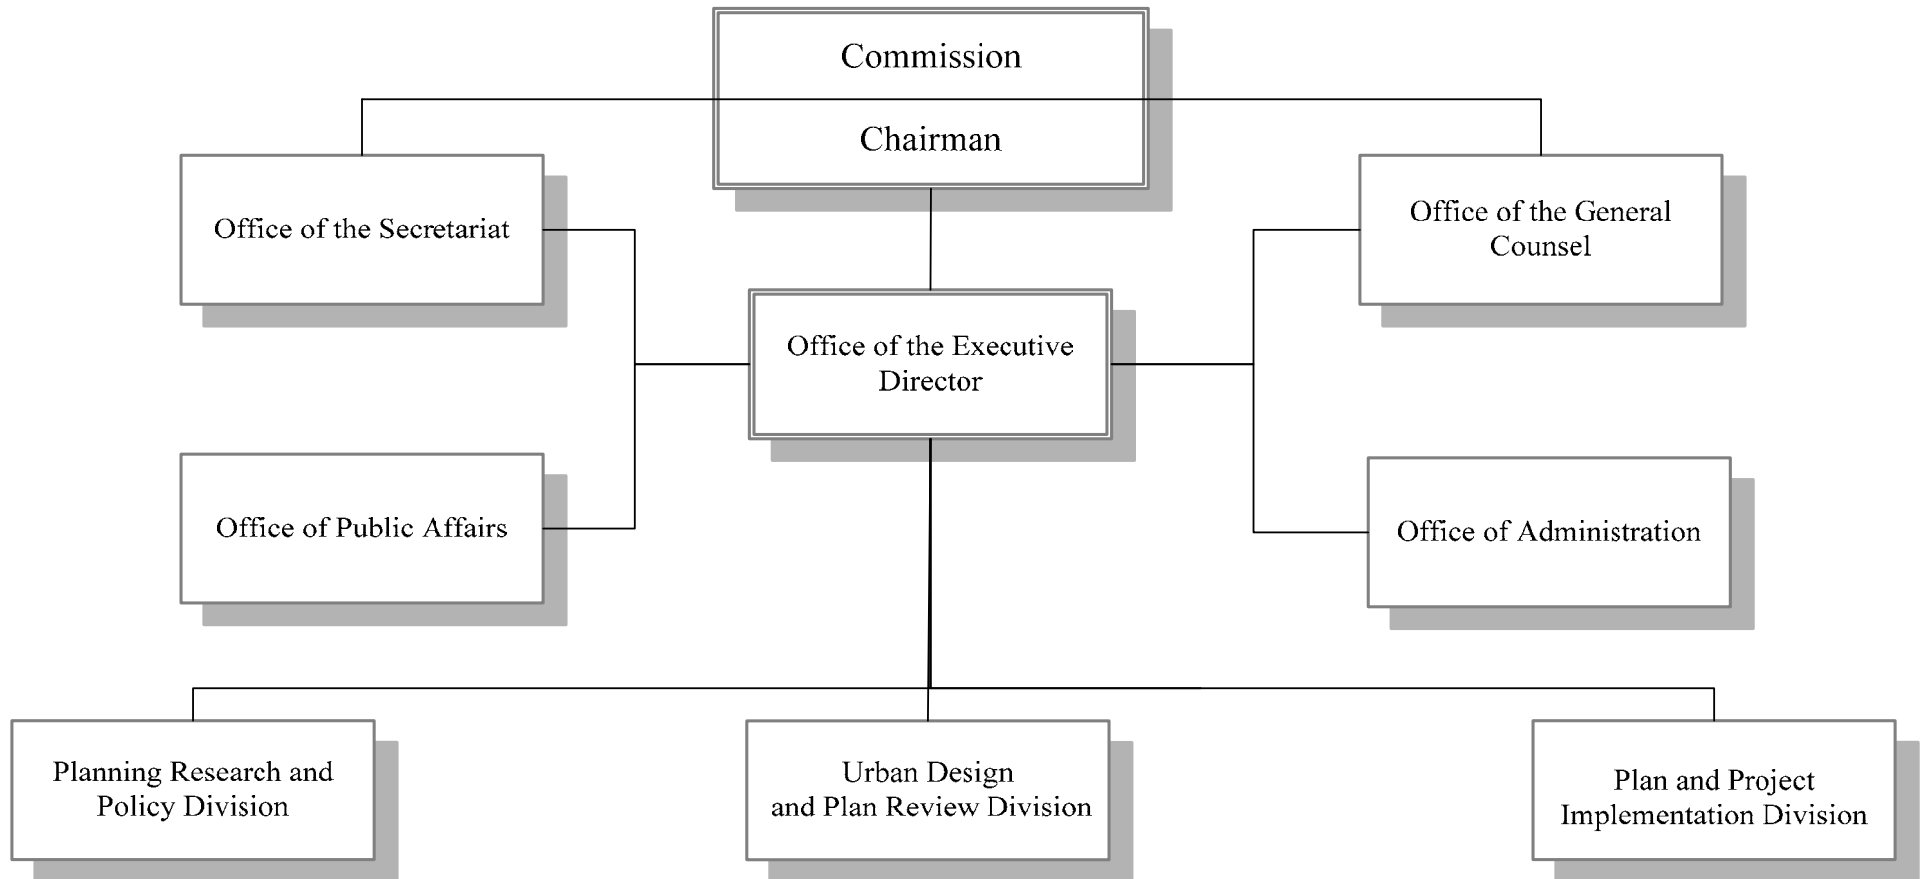 Commission
Chairman
Office of the Secretariat
Office of the General
Counsel
Office of the Executive
Director
Office of Public Affairs
Office of Administration
Planning Research and
Policy Division
Urban Design
and Plan Review Division
Plan and Project
Implementation Division